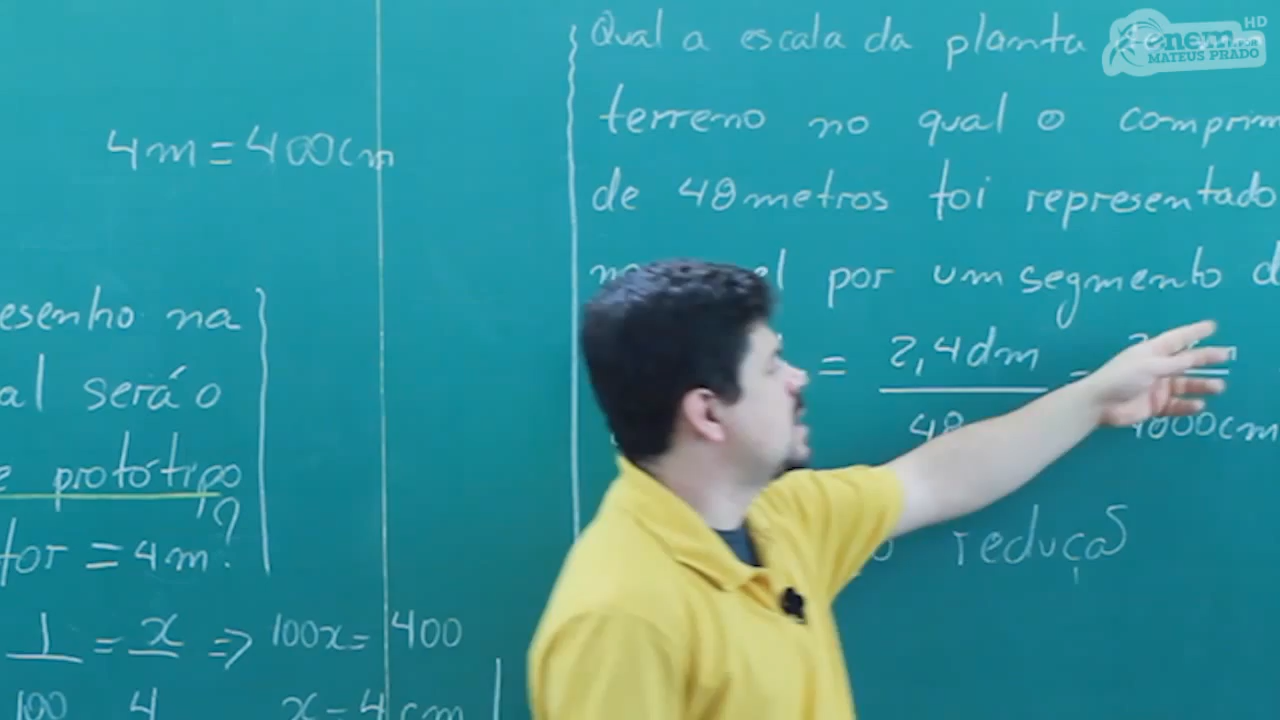 4m = 400cm
esenho na
al será o
e protótipo
tor = 4m?
1/100 = x/4 => 100x = 400
x = 4cm
Qual a escala da planta
terreno no qual o comprim
de 48 metros foi representado
por um segmento d
= 2,4dm
4800cm
redução
enem
MATEUS PRADO
HD